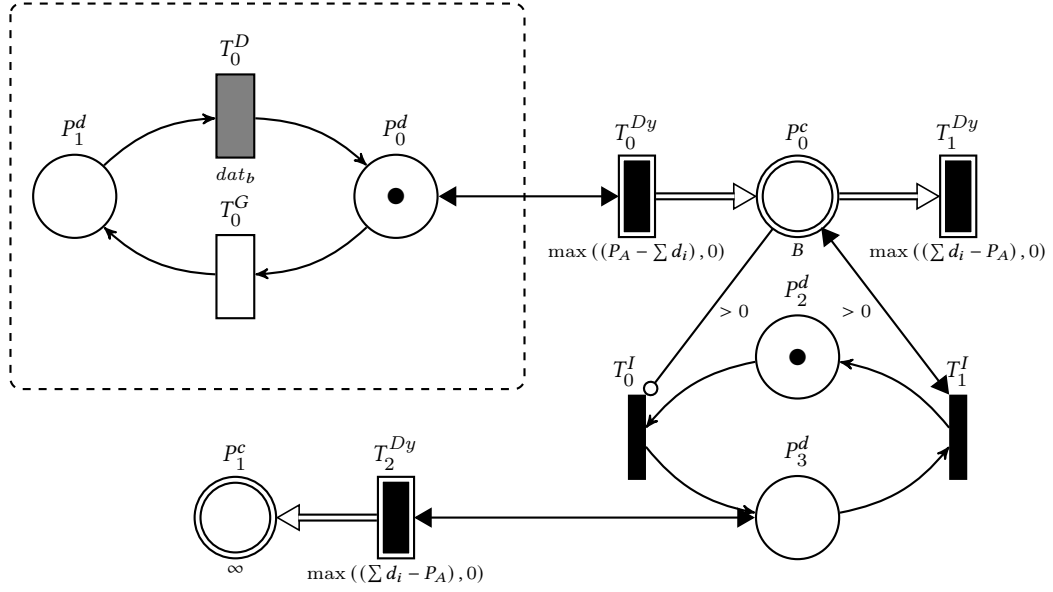 T_0^D
P_1^d
P_0^d
dat_b
T_0^G
T_0^{Dy}
P_0^c
T_1^{Dy}
max ((P_A − ∑ d_i) , 0)
B
max ((∑ d_i − P_A) , 0)
P_2^d
> 0
> 0
T_0^I
T_1^I
P_1^c
T_2^{Dy}
P_3^d
∞
max ((∑ d_i − P_A) , 0)